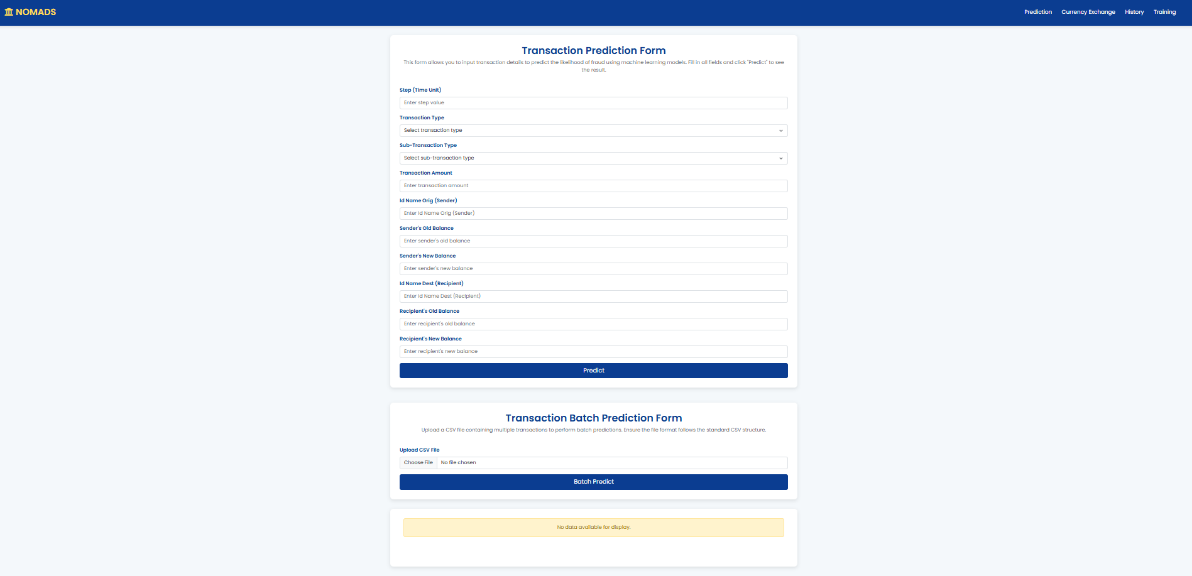 NOMADS
Prediction Currency Exchange History Training
Transaction Prediction Form
This form allows you to input transaction details to predict the likelihood of fraud using machine learning models. Fill in all fields and click "Predict" to see
the result.
Step (Time Unit)
Enter step value
Transaction Type
Select transaction type
Sub-Transaction Type
Select sub-transaction type
Transaction Amount
Enter transaction amount
Id Name Orig (Sender)
Enter Id Name Orig (Sender)
Sender's Old Balance
Enter sender's old balance
Sender's New Balance
Enter sender's new balance
Id Name Dest (Recipient)
Enter Id Name Dest (Recipient)
Recipient's Old Balance
Enter recipient's old balance
Recipient's New Balance
Enter recipient's new balance
Predict
Transaction Batch Prediction Form
Upload a CSV file containing multiple transactions to perform batch predictions. Ensure the file format follows the standard CSV structure.
Upload CSV File
Choose File No file chosen
Batch Predict
No data available for display.